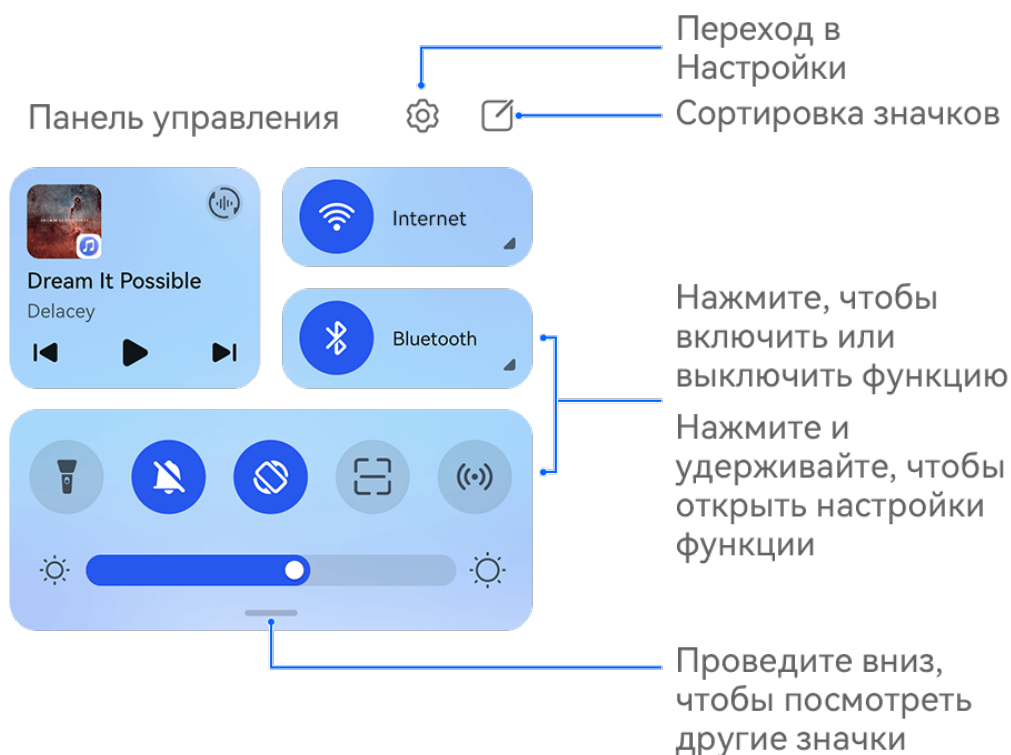 Переход в
Настройки
Панель управления
Сортировка значков
Internet
Dream It Possible
Delacey
Bluetooth
Нажмите, чтобы
включить или
выключить функцию
Нажмите и
удерживайте, чтобы
открыть настройки
функции
Проведите вниз,
чтобы посмотреть
другие значки